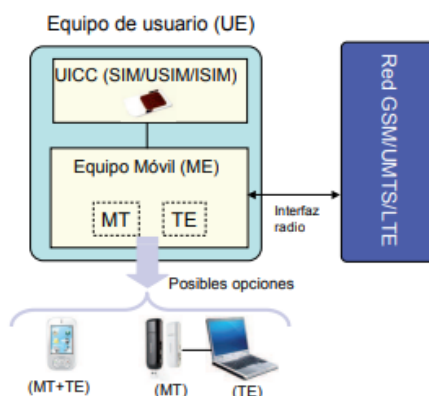 Equipo de usuario (UE)
UICC (SIM/USIM/ISIM)
Equipo Móvil (ME)
MT
TE
Interfaz
radio
Red GSM/UMTS/LTE
Posibles opciones
(MT+TE)
(MT)
(TE)